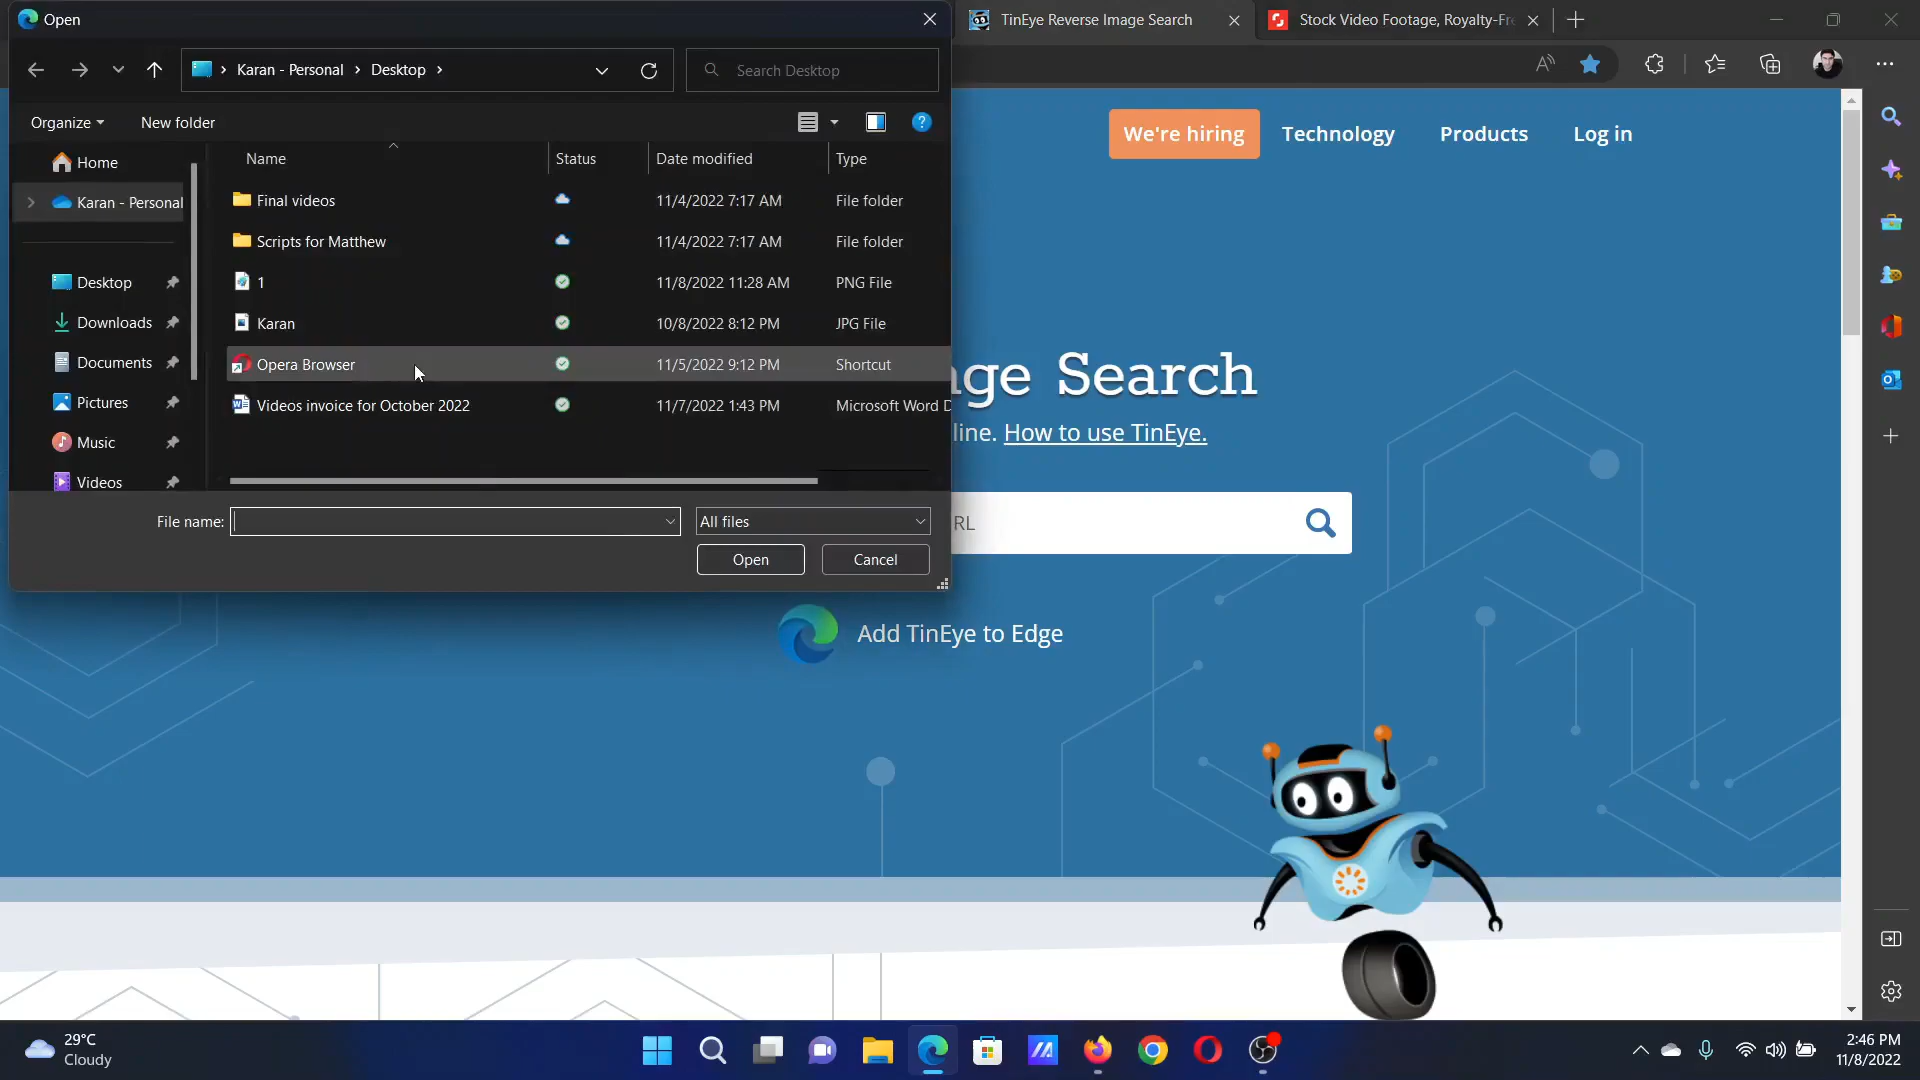 Open
TinEye Reverse Image Search
Stock Video Footage, Royalty-Fr
Karan - Personal > Desktop >
Search Desktop
Organize
New folder
Name
Status
Date modified
Type
Home
Karan - Personal
Desktop
Downloads
Documents
Pictures
Music
Videos
Final videos 11/4/2022 7:17 AM File folder
Scripts for Matthew 11/4/2022 7:17 AM File folder
1 11/8/2022 11:28 AM PNG File
Karan 10/8/2022 8:12 PM JPG File
Opera Browser 11/5/2022 9:12 PM Shortcut
Videos invoice for October 2022 11/7/2022 1:43 PM Microsoft Word D
File name:
All files
Open
Cancel
We're hiring
Technology
Products
Log in
ge Search
line. How to use TinEye.
RL
Add TinEye to Edge
29°C
Cloudy
2:46 PM
11/8/2022